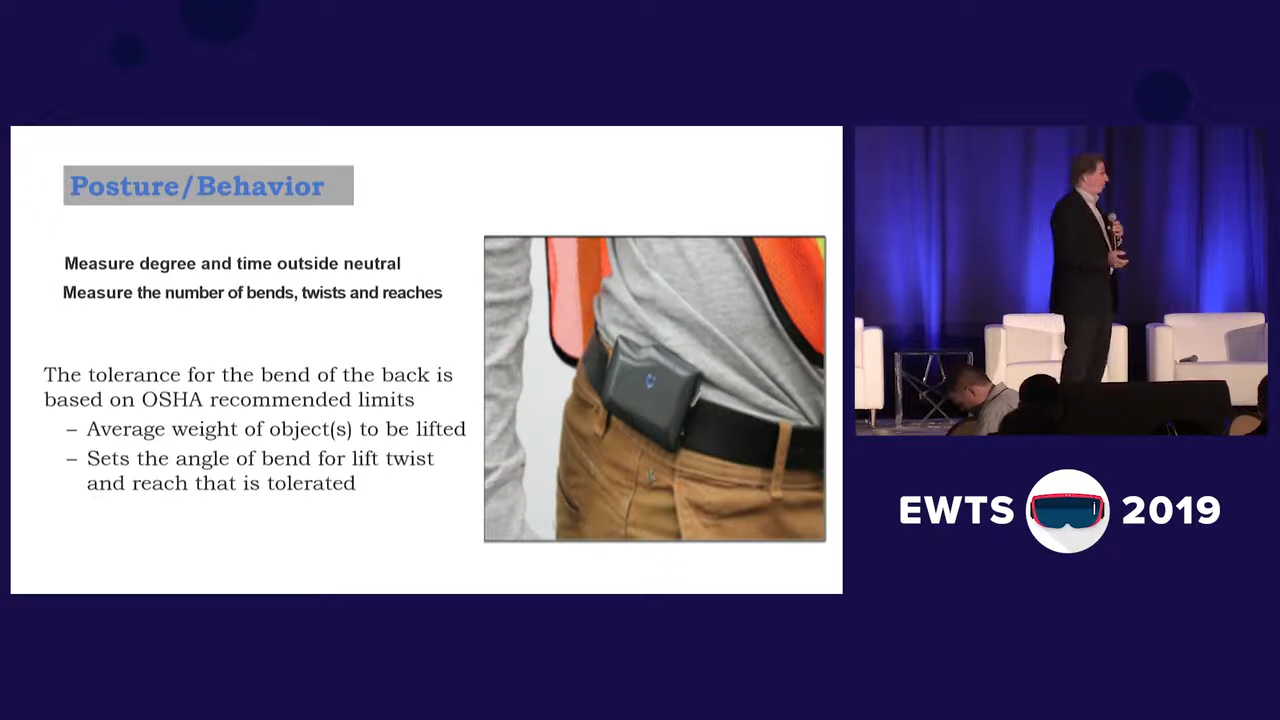 Posture/Behavior
Measure degree and time outside neutral
Measure the number of bends, twists and reaches
The tolerance for the bend of the back is
based on OSHA recommended limits
– Average weight of object(s) to be lifted
– Sets the angle of bend for lift twist
and reach that is tolerated
EWTS 2019